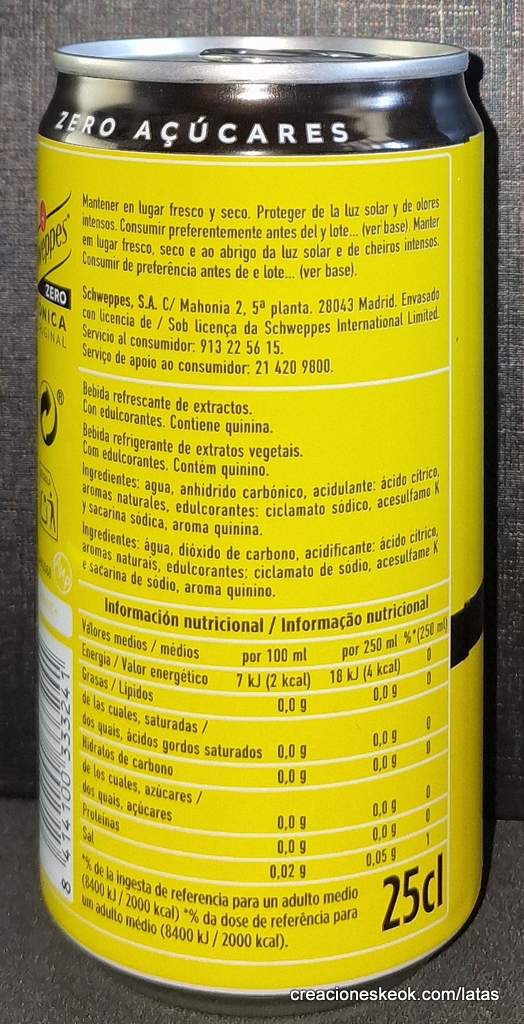 ZERO AÇÚCARES
Mantener en lugar fresco y seco. Proteger de la luz solar y de olores
intensos. Consumir preferentemente antes del y lote... (ver base). Manter
em lugar fresco, seco e ao abrigo da luz solar e de cheiros intensos.
Consumir de preferência antes de e lote... (ver base).
Schweppes, S.A. C/ Mahonia 2, 5ª planta. 28043 Madrid. Envasado
con licencia de / Sob licença da Schweppes International Limited.
Servicio al consumidor: 913 22 56 15.
Serviço de apoio ao consumidor: 21 420 9800.
ZERO
Bebida refrescante de extractos.
Con edulcorantes. Contiene quinina.
Bebida refrigerante de extratos vegetais.
Com edulcorantes. Contém quinino.
Ingredientes: agua, anhidrido carbónico, acidulante: ácido cítrico,
aromas naturales, edulcorantes: ciclamato sódico, acesulfamo K
y sacarina sódica, aroma quinina.
Ingredientes: água, dióxido de carbono, acidificante: ácido cítrico,
aromas naturais, edulcorantes: ciclamato de sódio, acesulfame K
e sacarina de sódio, aroma quinino.
Información nutricional / Informação nutricional
Valores medios / médios por 100 ml por 250 ml %*(250 ml)
Energia / Valor energético 7 kJ (2 kcal) 18 kJ (4 kcal) 0
Grasas / Lípidos 0,0 g 0,0 g 0
de las cuales, saturadas /
dos quais, ácidos gordos saturados 0,0 g 0,0 g 0
Hidratos de carbono 0,0 g 0,0 g 0
de los cuales, azúcares /
dos quais, açúcares 0,0 g 0,0 g 0
Proteínas 0,0 g 0,0 g 0
Sal 0,02 g 0,05 g 1
*% de la ingesta de referencia para un adulto medio
(8400 kJ / 2000 kcal) *% da dose de referência para
um adulto médio (8400 kJ / 2000 kcal).
25cl
8 414100 333241
creacioneskeok.com/latas